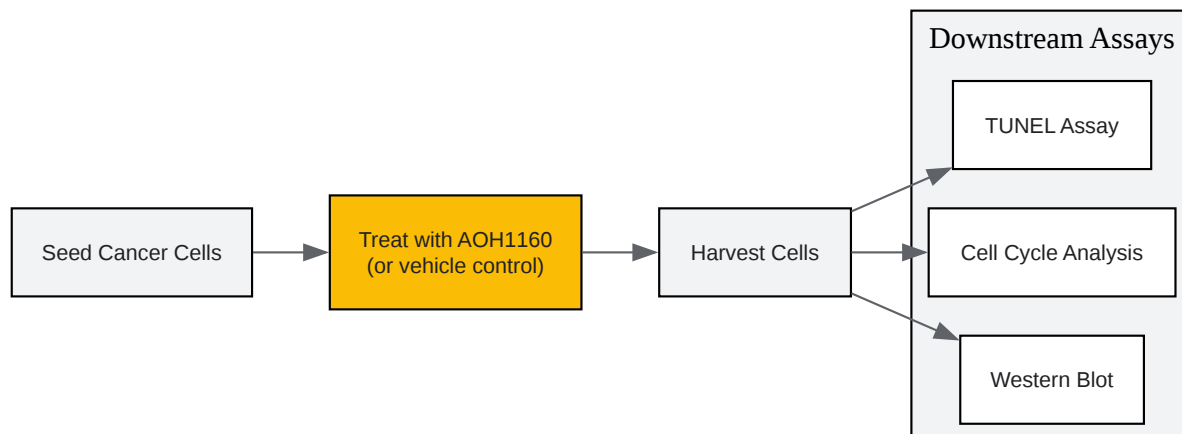 Downstream Assays
TUNEL Assay
Seed Cancer Cells
Treat with AOH1160
(or vehicle control)
Harvest Cells
Cell Cycle Analysis
Western Blot